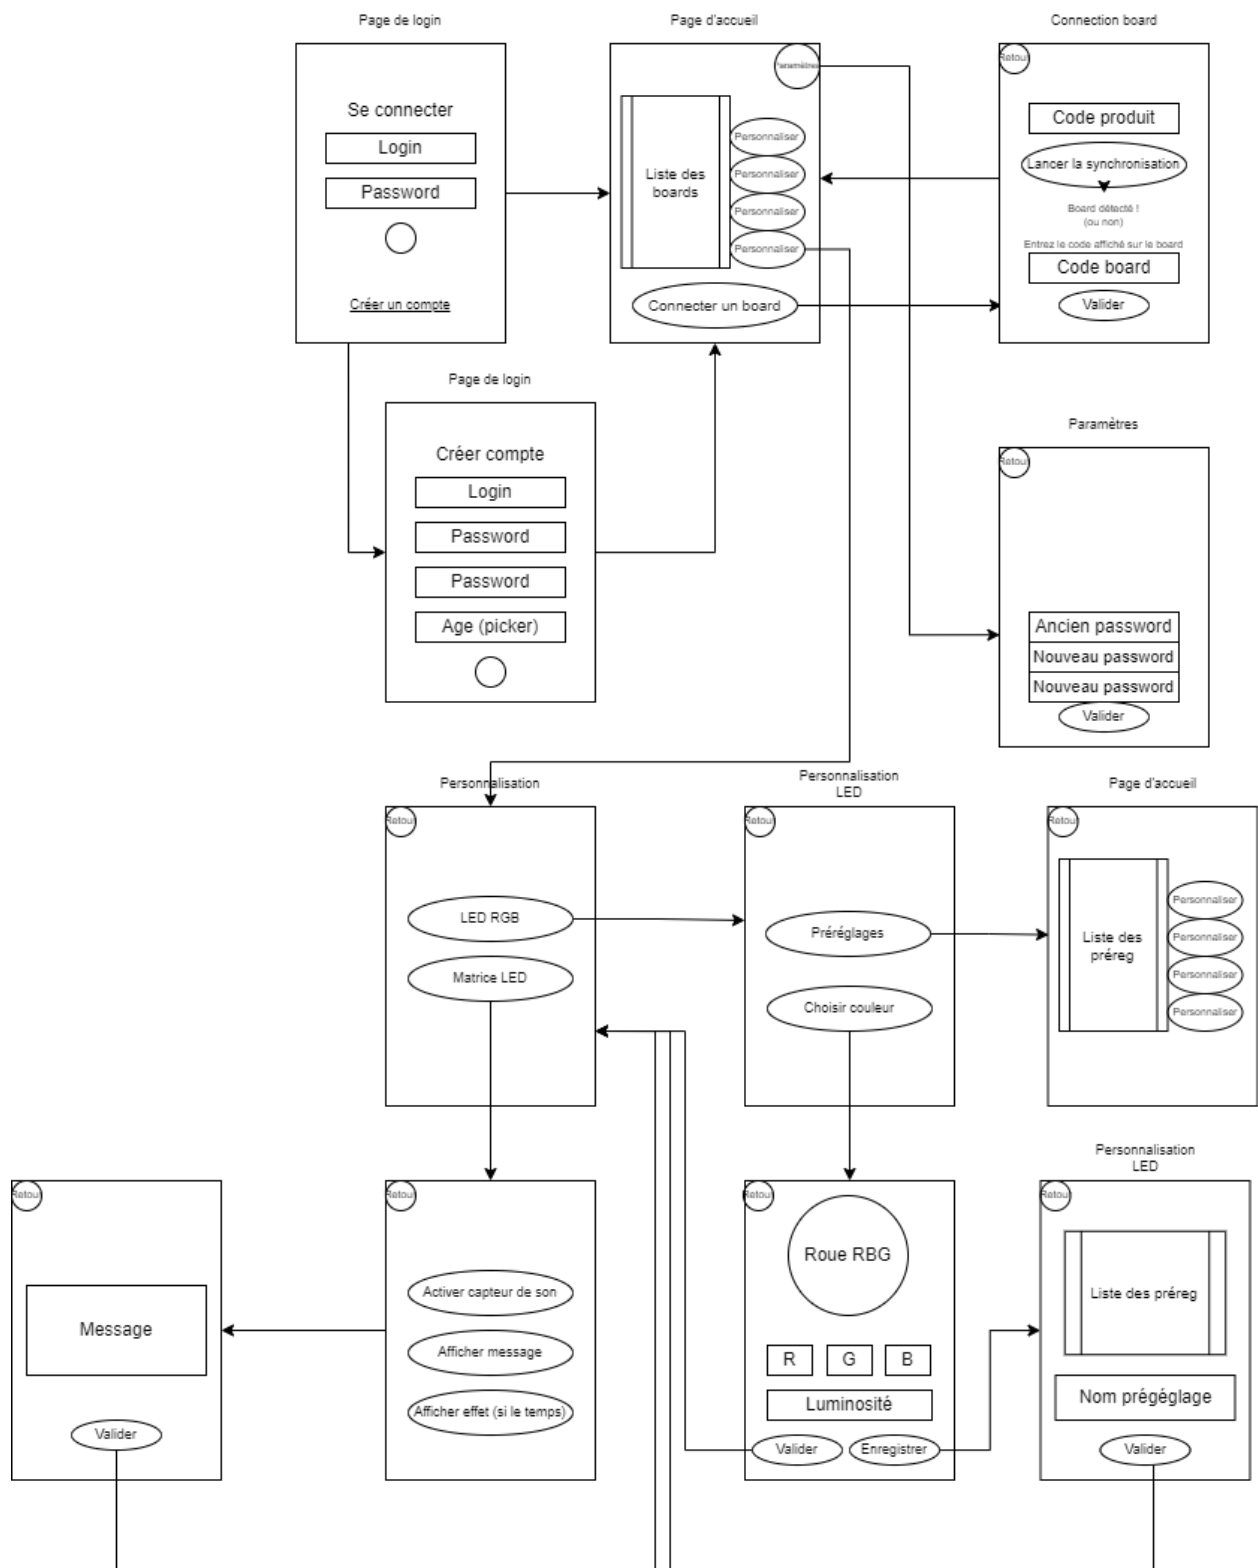 Page de login
Se connecter
Login
Password
Créer un compte
Page d'accueil
Paramètres
Liste des
boards
Personnaliser
Personnaliser
Personnaliser
Personnaliser
Connecter un board
Connection board
Retour
Code produit
Lancer la synchronisation
Board détecté !
(ou non)
Entrez le code affiché sur le board
Code board
Valider
Page de login
Créer compte
Login
Password
Password
Age (picker)
Paramètres
Retour
Ancien password
Nouveau password
Nouveau password
Valider
Personnalisation
Retour
LED RGB
Matrice LED
Personnalisation
LED
Retour
Préréglages
Choisir couleur
Page d'accueil
Retour
Liste des
préreg
Personnaliser
Personnaliser
Personnaliser
Personnaliser
Retour
Message
Valider
Retour
Activer capteur de son
Afficher message
Afficher effet (si le temps)
Retour
Roue RBG
R
G
B
Luminosité
Valider
Enregistrer
Personnalisation
LED
Retour
Liste des préreg
Nom prégéglage
Valider